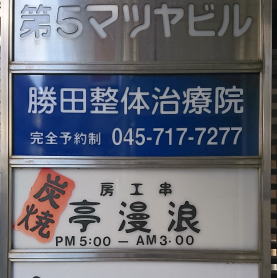 第5マツヤビル
勝田整体治療院
完全予約制 045-717-7277
炭焼
房工串
亭漫浪
PM 5:00 — AM 3:00